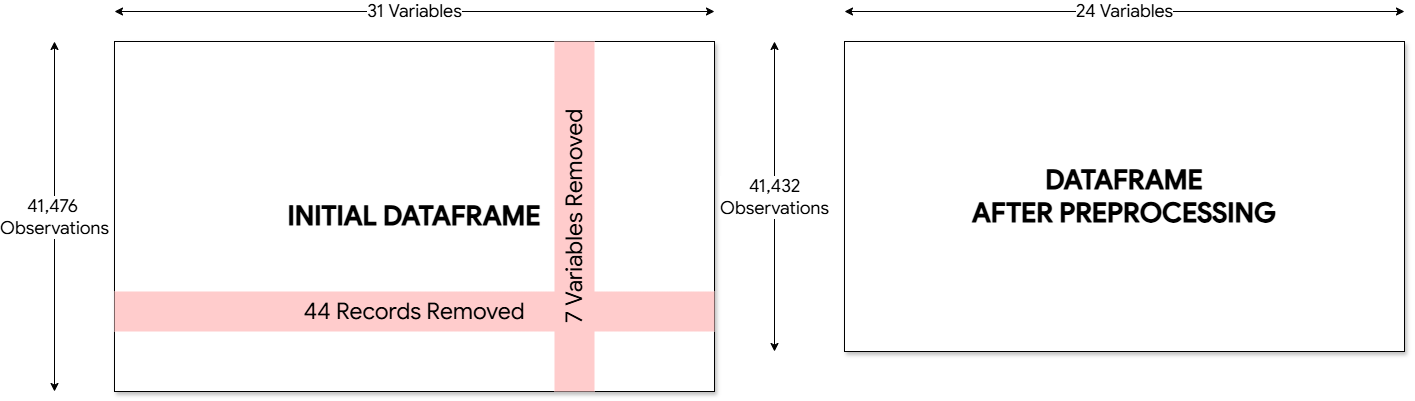 31 Variables
24 Variables
7 Variables Removed
41,476
Observations
INITIAL DATAFRAME
44 Records Removed
41,432
Observations
DATAFRAME
AFTER PREPROCESSING